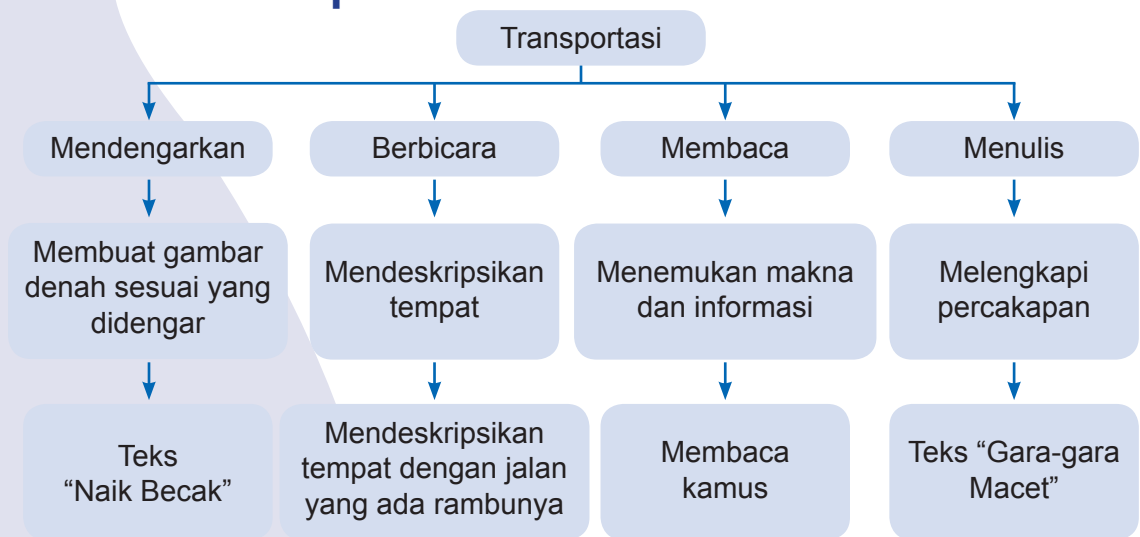 Transportasi
Mendengarkan
Berbicara
Membaca
Menulis
Membuat gambar
denah sesuai yang
didengar
Mendeskripsikan
tempat
Menemukan makna
dan informasi
Melengkapi
percakapan
Teks
“Naik Becak”
Mendeskripsikan
tempat dengan jalan
yang ada rambunya
Membaca
kamus
Teks “Gara-gara
Macet”